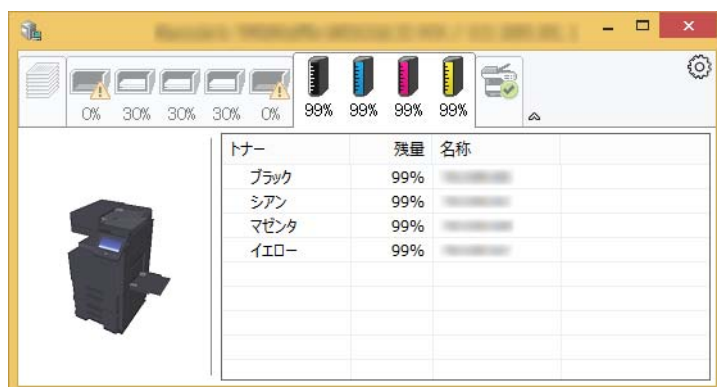 0% 30% 30% 30% 0% 99% 99% 99% 99%
トナー 残量 名称
ブラック 99%
シアン 99%
マゼンタ 99%
イエロー 99%